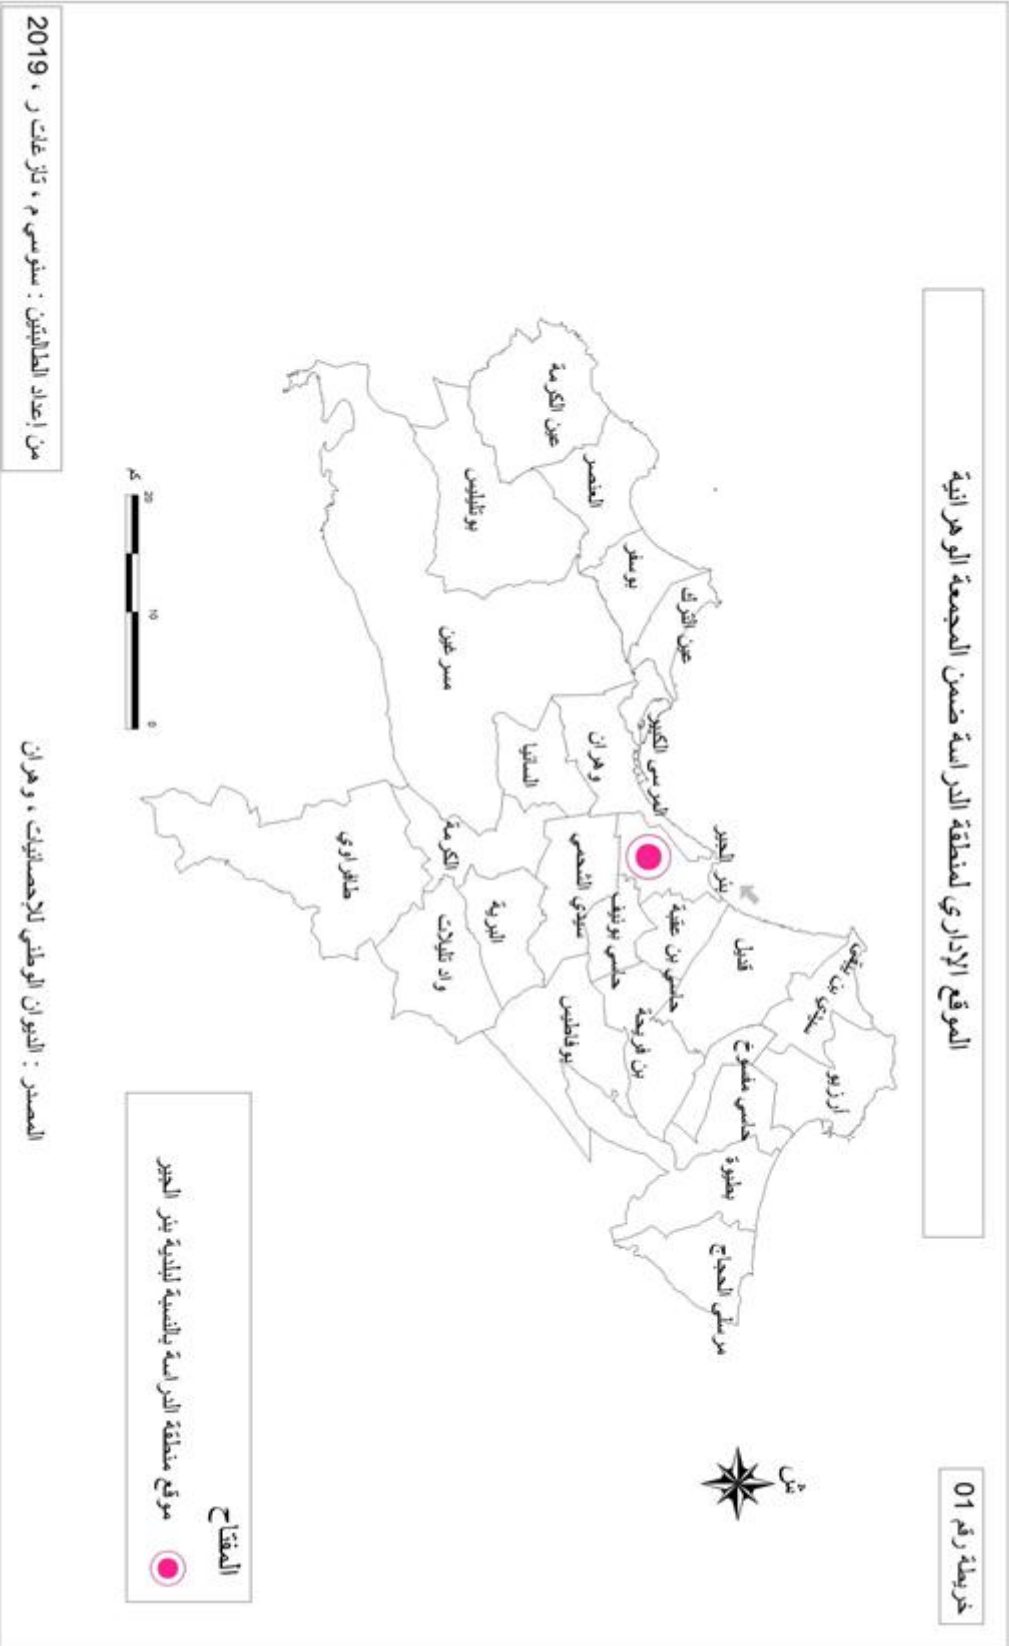 خريطة رقم 01
الموقع الإداري لمنطقة الدراسة ضمن المجمعة الوهرانية
ش
أرزيو
سيدي بن يبقى
بئر الجير
قديل
حاسي مفسوخ
بطيوة
مرسى الحجاج
عين الترك
المرسى الكبير
حاسي بن عقبة
بن فريحة
بوسفر
العنصر
وهران
حاسي بونيف
عين الكرمة
سيدي الشحمي
بوفاطيس
السانيا
بوتليليس
البرية
مسرغين
الكرمة
واد تليلات
طافراوي
المفتاح
موقع منطقة الدراسة بالنسبة لبلدية بئر الجير
20
10
0
كم
المصدر : الديوان الوطني للإحصائيات ، وهران
من إعداد الطالبتين : سنوسي م ، تازغات ر ، 2019